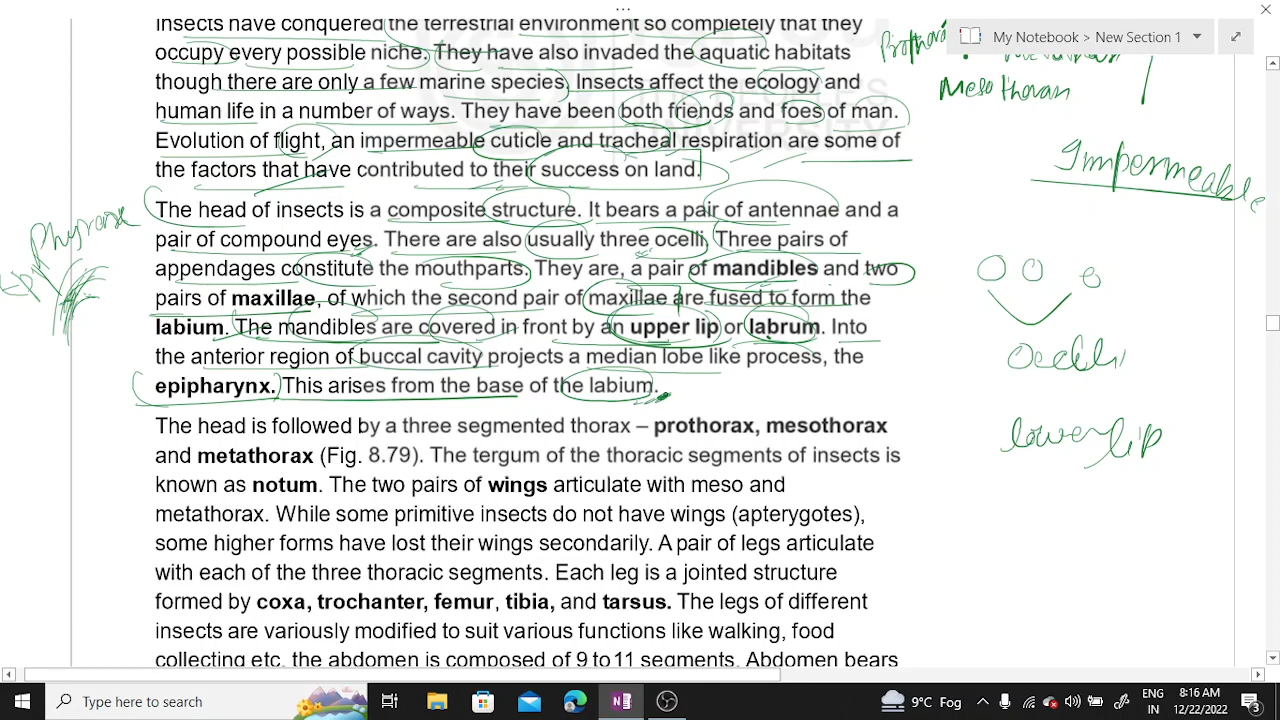 ...
Insects have conquered the terrestrial environment so completely that they
occupy every possible niche. They have also invaded the aquatic habitats
though there are only a few marine species. Insects affect the ecology and
human life in a number of ways. They have been both friends and foes of man.
Evolution of flight, an impermeable cuticle and tracheal respiration are some of
the factors that have contributed to their success on land.
The head of insects is a composite structure. It bears a pair of antennae and a
pair of compound eyes. There are also usually three ocelli. Three pairs of
appendages constitute the mouthparts. They are, a pair of mandibles and two
pairs of maxillae, of which the second pair of maxillae are fused to form the
labium. The mandibles are covered in front by an upper lip or labrum. Into
the anterior region of buccal cavity projects a median lobe like process, the
epipharynx. This arises from the base of the labium.
The head is followed by a three segmented thorax – prothorax, mesothorax
and metathorax (Fig. 8.79). The tergum of the thoracic segments of insects is
known as notum. The two pairs of wings articulate with meso and
metathorax. While some primitive insects do not have wings (apterygotes),
some higher forms have lost their wings secondarily. A pair of legs articulate
with each of the three thoracic segments. Each leg is a jointed structure
formed by coxa, trochanter, femur, tibia, and tarsus. The legs of different
insects are variously modified to suit various functions like walking, food
collecting etc. the abdomen is composed of 9 to 11 segments. Abdomen bears
UNIVERSITY
My Notebook > New Section 1
Impermeable
lower lip
Type here to search
9°C Fog
ENG
IN
8:16 AM
12/22/2022
3